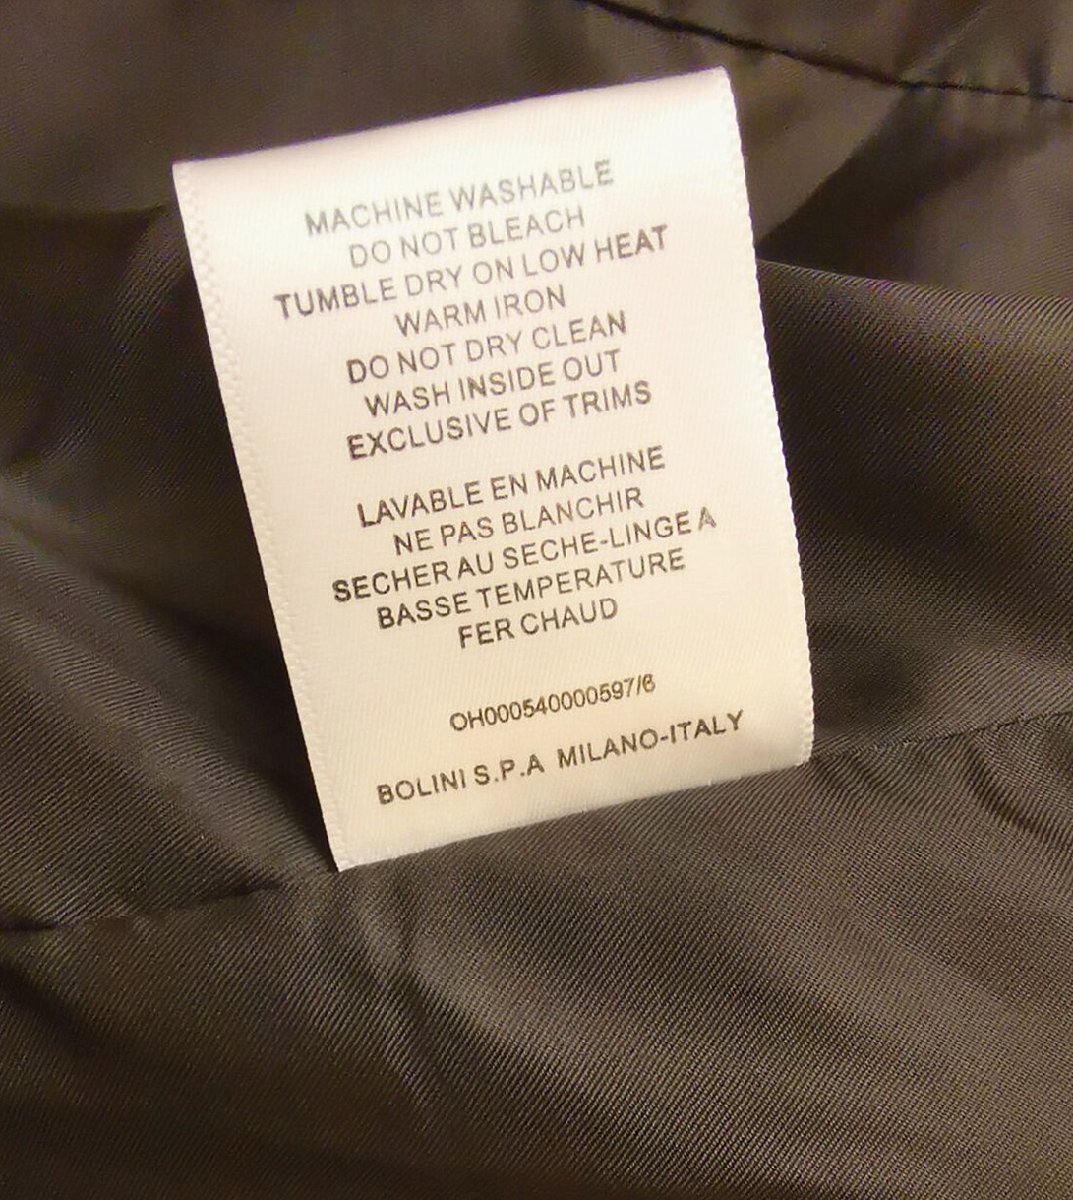 MACHINE WASHABLE
DO NOT BLEACH
TUMBLE DRY ON LOW HEAT
WARM IRON
DO NOT DRY CLEAN
WASH INSIDE OUT
EXCLUSIVE OF TRIMS
LAVABLE EN MACHINE
NE PAS BLANCHIR
SECHER AU SECHE-LINGE A
BASSE TEMPERATURE
FER CHAUD
OH000540000597/6
BOLINI S.P.A MILANO-ITALY